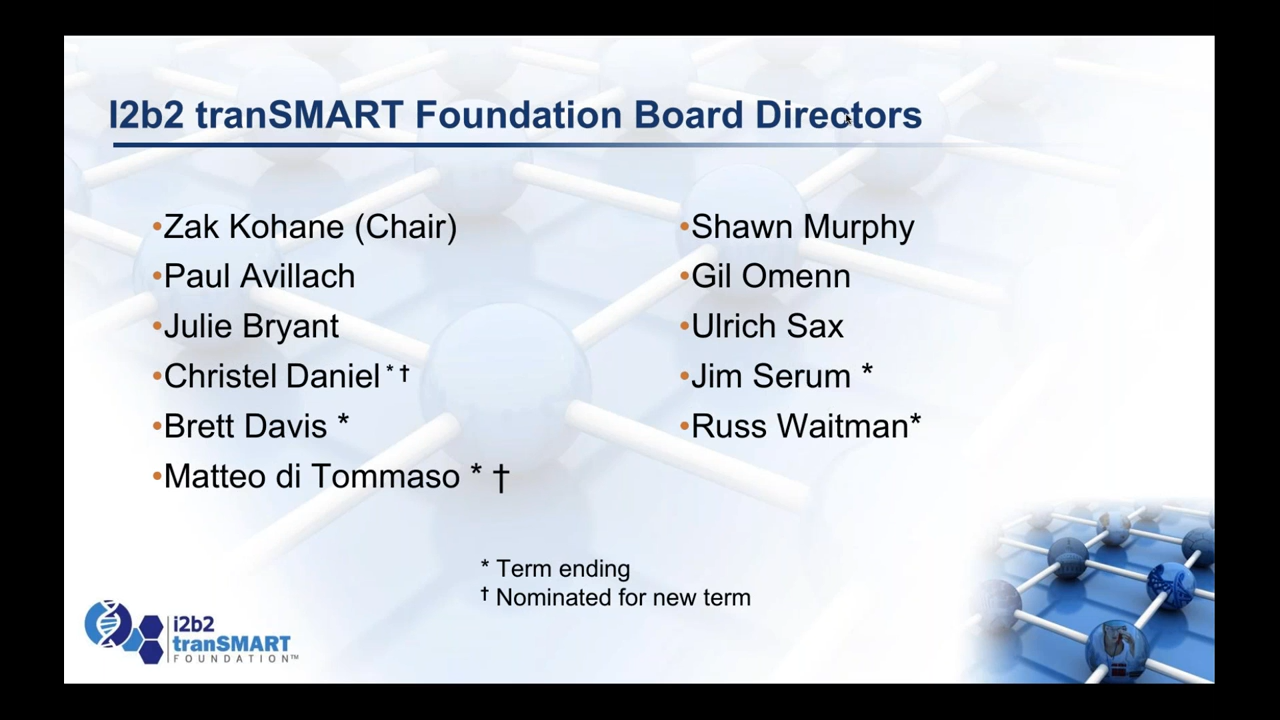 I2b2 tranSMART Foundation Board Directors
•Zak Kohane (Chair)
•Paul Avillach
•Julie Bryant
•Christel Daniel * †
•Brett Davis *
•Matteo di Tommaso * †
•Shawn Murphy
•Gil Omenn
•Ulrich Sax
•Jim Serum *
•Russ Waitman*
* Term ending
† Nominated for new term
i2b2
tranSMART
FOUNDATION™